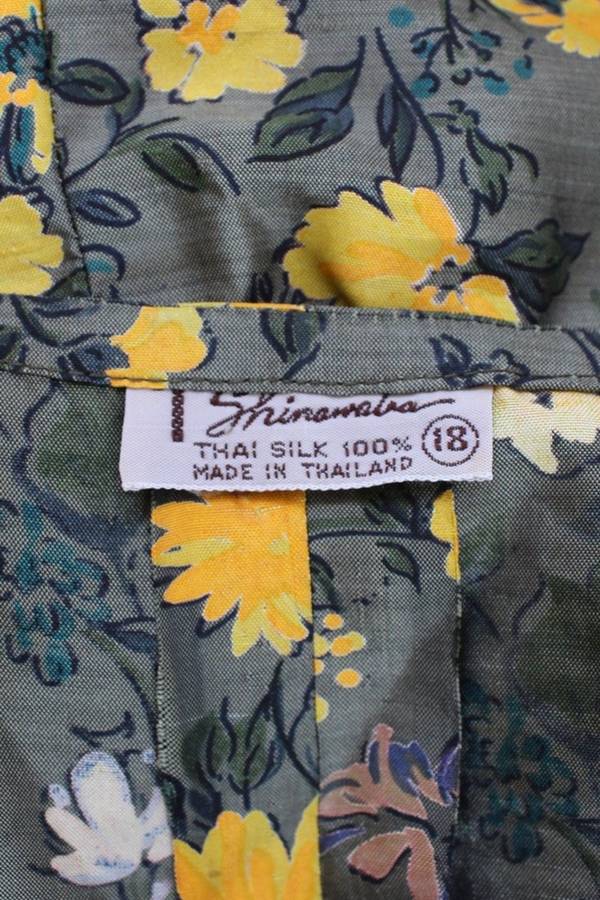 Shinawatra
THAI SILK 100% 18
MADE IN THAILAND